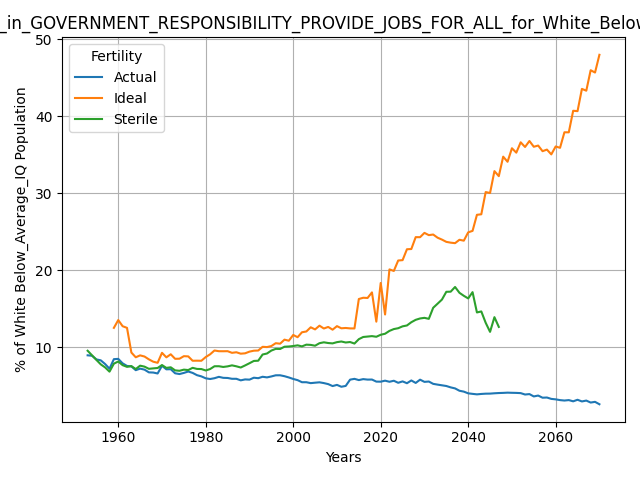 _in_GOVERNMENT_RESPONSIBILITY_PROVIDE_JOBS_FOR_ALL_for_White_Below
50
40
30
20
10
% of White Below_Average_IQ Population
Fertility
Actual
Ideal
Sterile
1960
1980
2000
2020
2040
2060
Years